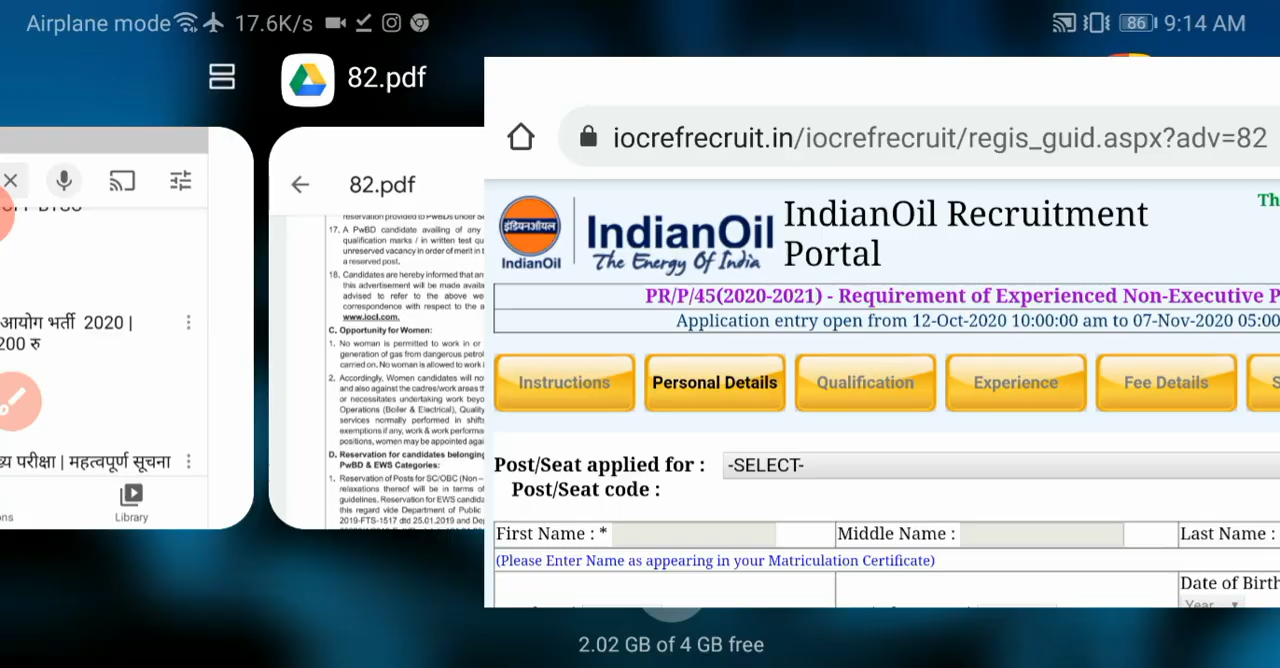 Airplane mode 17.6K/s 86 9:14 AM
82.pdf
iocrefrecruit.in/iocrefrecruit/regis_guid.aspx?adv=82
82.pdf
Th
इंडियनऑयल
IndianOil
IndianOil
The Energy Of India
IndianOil Recruitment
Portal
PR/P/45(2020-2021) - Requirement of Experienced Non-Executive P
Application entry open from 12-Oct-2020 10:00:00 am to 07-Nov-2020 05:00
Instructions Personal Details Qualification Experience Fee Details S
Post/Seat applied for : -SELECT-
Post/Seat code :
First Name : * Middle Name : Last Name :
(Please Enter Name as appearing in your Matriculation Certificate)
Date of Birth
Year
आयोग भर्ती 2020 |
200 रु
परीक्षा | महत्वपूर्ण सूचना
ns Library
17. A PwBD candidate availing of any
qualification marks / in written test qu
unreserved vacancy in order of merit in t
a reserved post.
18. Candidates are hereby informed that an
this advertisement will be made availa
advised to refer to the above we
correspondence with respect to the a
www.iocl.com.
C. Opportunity for Women:
1. No woman is permitted to work in or
generation of gas from dangerous petrol
carried on. No woman is allowed to work i
2. Accordingly, Women candidates will no
and also against the cadres/work areas th
or necessitates undertaking work beyo
Operations (Boiler & Electrical), Quality
services normally performed in shifts
exemptions if any, work & work performa
positions, women may be appointed agai
D. Reservation for candidates belonging
PwBD & EWS Categories:
1. Reservation of Posts for SC/OBC (Non–
relaxations thereof will be in terms of
guidelines. Reservation for EWS candida
this regard vide Department of Public
2019-FTS-1517 dtd 25.01.2019 and De
2.02 GB of 4 GB free